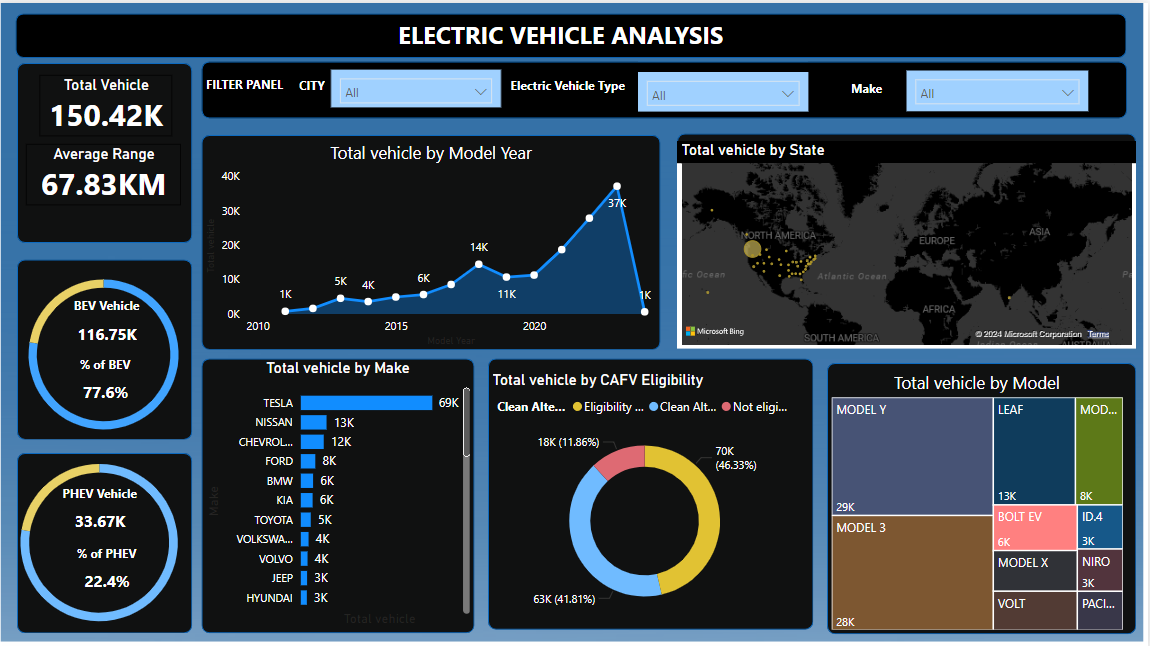 ELECTRIC VEHICLE ANALYSIS
Total Vehicle
150.42K
Average Range
67.83KM
FILTER PANEL
CITY
All
Electric Vehicle Type
All
Make
All
Total vehicle by Model Year
Total vehicle
40K
30K
20K
10K
0K
1K
5K
4K
6K
14K
11K
37K
1K
2010
2015
2020
Model Year
Total vehicle by State
NORTH AMERICA
EUROPE
ASIA
fic Ocean
Atlantic Ocean
AFRICA
SOUTH AMERICA
Indian Ocean
AUSTRALIA
Microsoft Bing
© 2024 Microsoft Corporation Terms
BEV Vehicle
116.75K
% of BEV
77.6%
PHEV Vehicle
33.67K
% of PHEV
22.4%
Total vehicle by Make
Make
TESLA 69K
NISSAN 13K
CHEVROL... 12K
FORD 8K
BMW 6K
KIA 6K
TOYOTA 5K
VOLKSWA... 4K
VOLVO 4K
JEEP 3K
HYUNDAI 3K
Total vehicle
Total vehicle by CAFV Eligibility
Clean Alte... Eligibility ... Clean Alt... Not eligi...
18K (11.86%)
70K
(46.33%)
63K (41.81%)
Total vehicle by Model
MODEL Y
29K
MODEL 3
28K
LEAF
13K
MOD...
8K
BOLT EV
6K
ID.4
3K
MODEL X
NIRO
3K
VOLT
PACI...